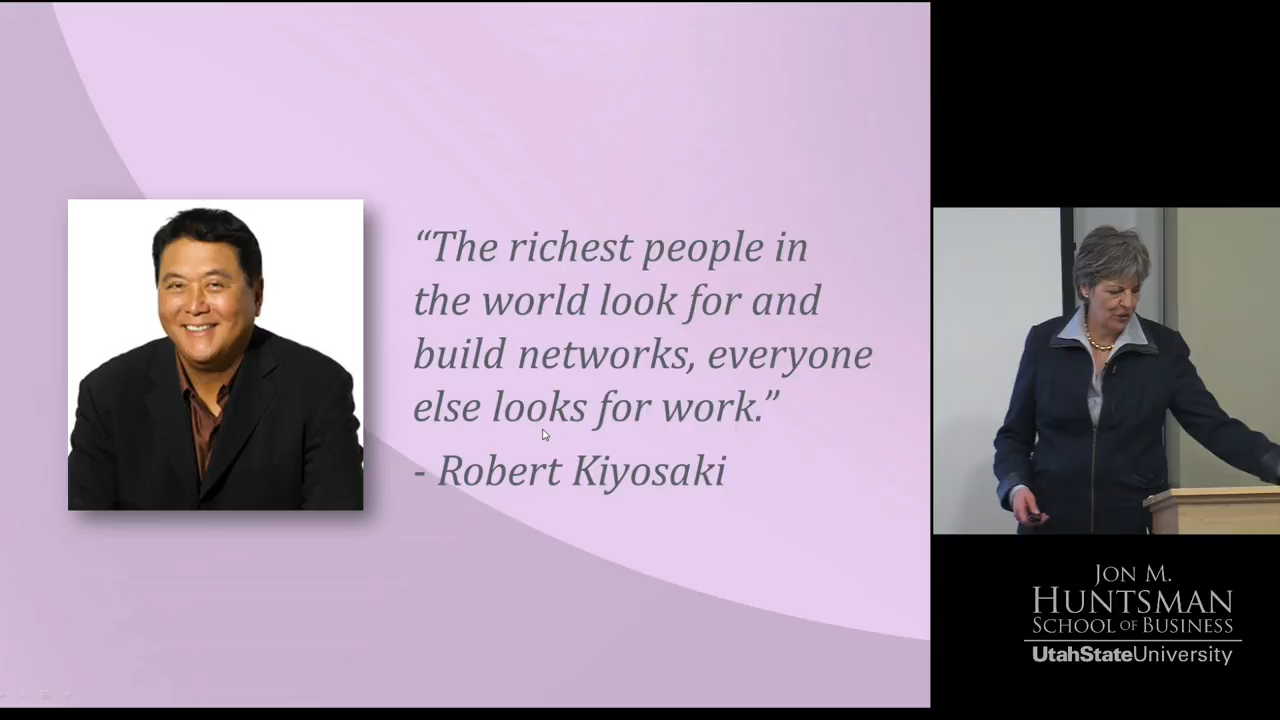 “The richest people in
the world look for and
build networks, everyone
else looks for work.”
- Robert Kiyosaki
JON M.
HUNTSMAN
SCHOOL OF BUSINESS
UtahStateUniversity